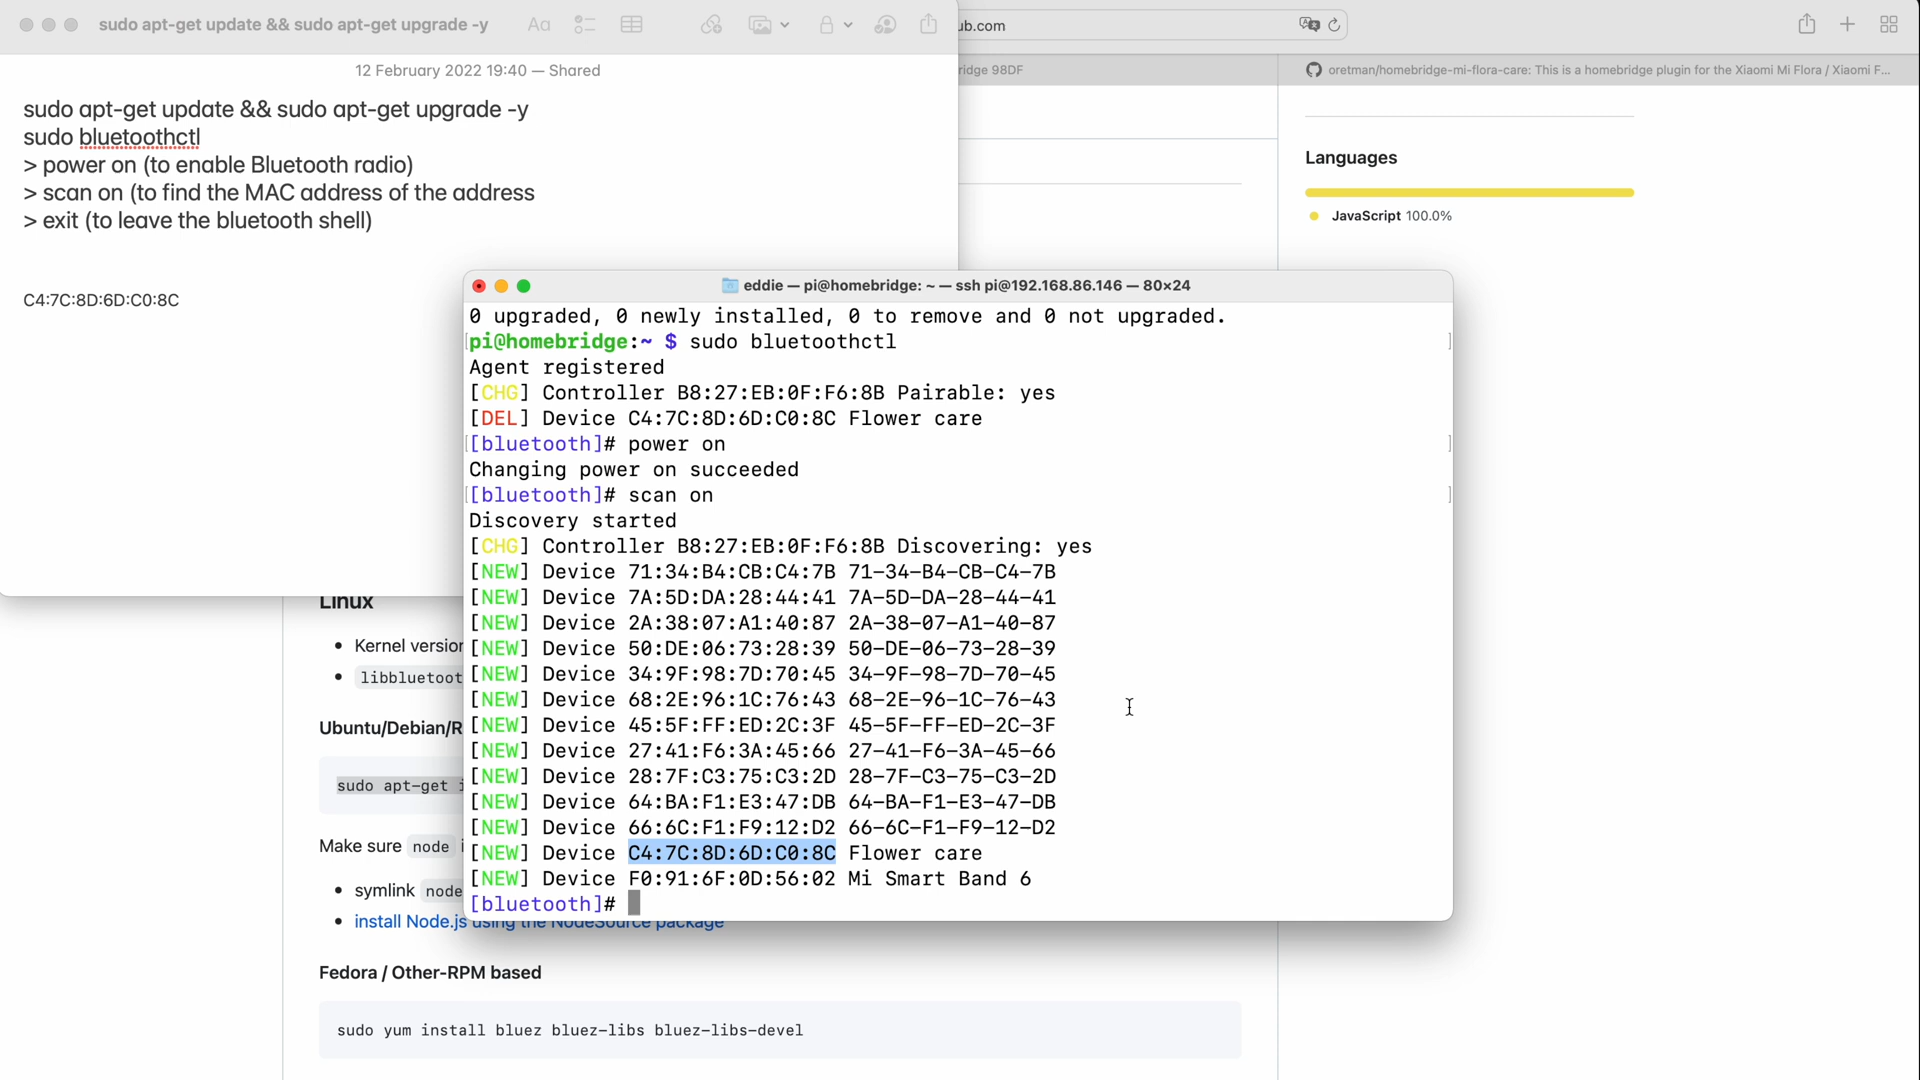 sudo apt-get update && sudo apt-get upgrade -y
Aa
ub.com
12 February 2022 19:40 — Shared
ridge 98DF
oretman/homebridge-mi-flora-care: This is a homebridge plugin for the Xiaomi Mi Flora / Xiaomi F...
sudo apt-get update && sudo apt-get upgrade -y
sudo bluetoothctl
> power on (to enable Bluetooth radio)
> scan on (to find the MAC address of the address
> exit (to leave the bluetooth shell)
C4:7C:8D:6D:C0:8C
Languages
JavaScript 100.0%
eddie — pi@homebridge: ~ — ssh pi@192.168.86.146 — 80×24
0 upgraded, 0 newly installed, 0 to remove and 0 not upgraded.
pi@homebridge:~ $ sudo bluetoothctl
Agent registered
[CHG] Controller B8:27:EB:0F:F6:8B Pairable: yes
[DEL] Device C4:7C:8D:6D:C0:8C Flower care
[bluetooth]# power on
Changing power on succeeded
[bluetooth]# scan on
Discovery started
[CHG] Controller B8:27:EB:0F:F6:8B Discovering: yes
[NEW] Device 71:34:B4:CB:C4:7B 71-34-B4-CB-C4-7B
[NEW] Device 7A:5D:DA:28:44:41 7A-5D-DA-28-44-41
[NEW] Device 2A:38:07:A1:40:87 2A-38-07-A1-40-87
[NEW] Device 50:DE:06:73:28:39 50-DE-06-73-28-39
[NEW] Device 34:9F:98:7D:70:45 34-9F-98-7D-70-45
[NEW] Device 68:2E:96:1C:76:43 68-2E-96-1C-76-43
[NEW] Device 45:5F:FF:ED:2C:3F 45-5F-FF-ED-2C-3F
[NEW] Device 27:41:F6:3A:45:66 27-41-F6-3A-45-66
[NEW] Device 28:7F:C3:75:C3:2D 28-7F-C3-75-C3-2D
[NEW] Device 64:BA:F1:E3:47:DB 64-BA-F1-E3-47-DB
[NEW] Device 66:6C:F1:F9:12:D2 66-6C-F1-F9-12-D2
[NEW] Device C4:7C:8D:6D:C0:8C Flower care
[NEW] Device F0:91:6F:0D:56:02 Mi Smart Band 6
[bluetooth]#
Linux
Kernel version
libbluetoot
Ubuntu/Debian/R
sudo apt-get i
Make sure node i
symlink node
install Node.js using the NodeSource package
Fedora / Other-RPM based
sudo yum install bluez bluez-libs bluez-libs-devel